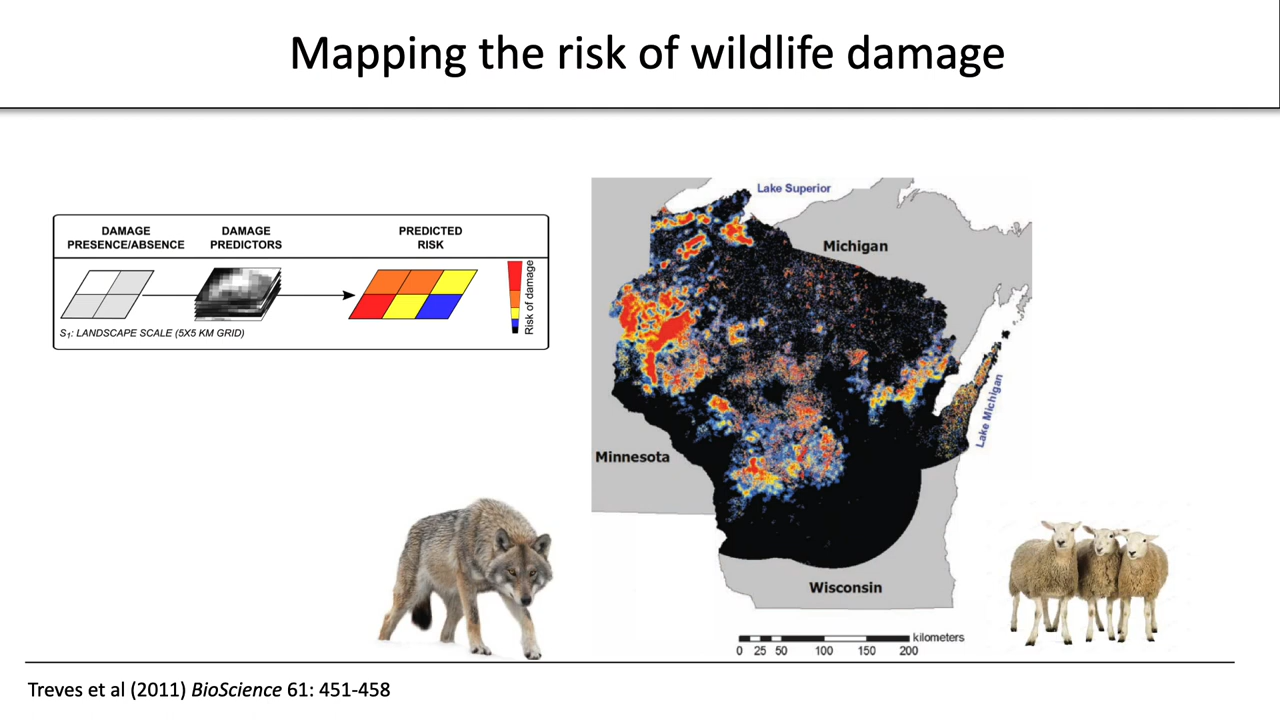 Mapping the risk of wildlife damage
DAMAGE
PRESENCE/ABSENCE
DAMAGE
PREDICTORS
PREDICTED
RISK
Risk of damage
S1: LANDSCAPE SCALE (5X5 KM GRID)
Lake Superior
Michigan
Lake Michigan
Minnesota
Wisconsin
kilometers
0 25 50 100 150 200
Treves et al (2011) BioScience 61: 451-458